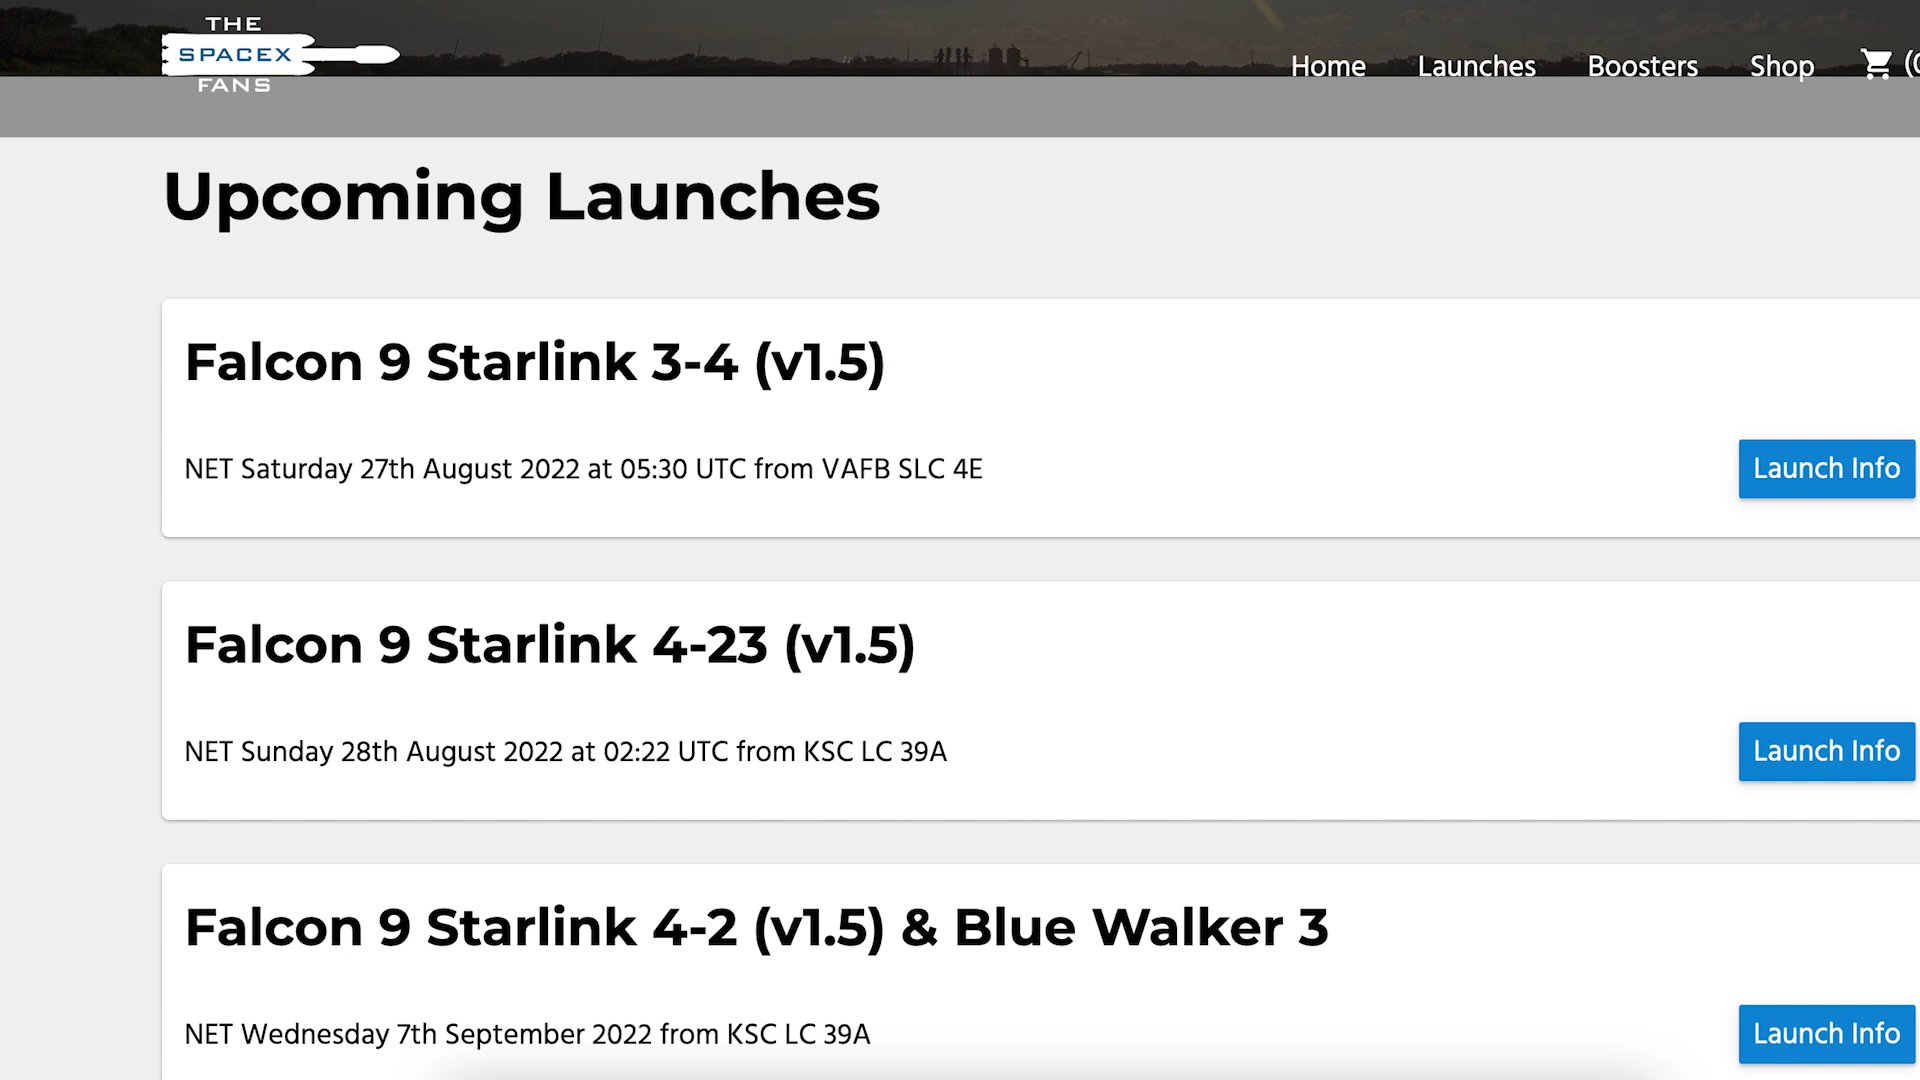 THE
SPACEX
FANS
Home Launches Boosters Shop
Upcoming Launches
Falcon 9 Starlink 3-4 (v1.5)
NET Saturday 27th August 2022 at 05:30 UTC from VAFB SLC 4E
Launch Info
Falcon 9 Starlink 4-23 (v1.5)
NET Sunday 28th August 2022 at 02:22 UTC from KSC LC 39A
Launch Info
Falcon 9 Starlink 4-2 (v1.5) & Blue Walker 3
NET Wednesday 7th September 2022 from KSC LC 39A
Launch Info